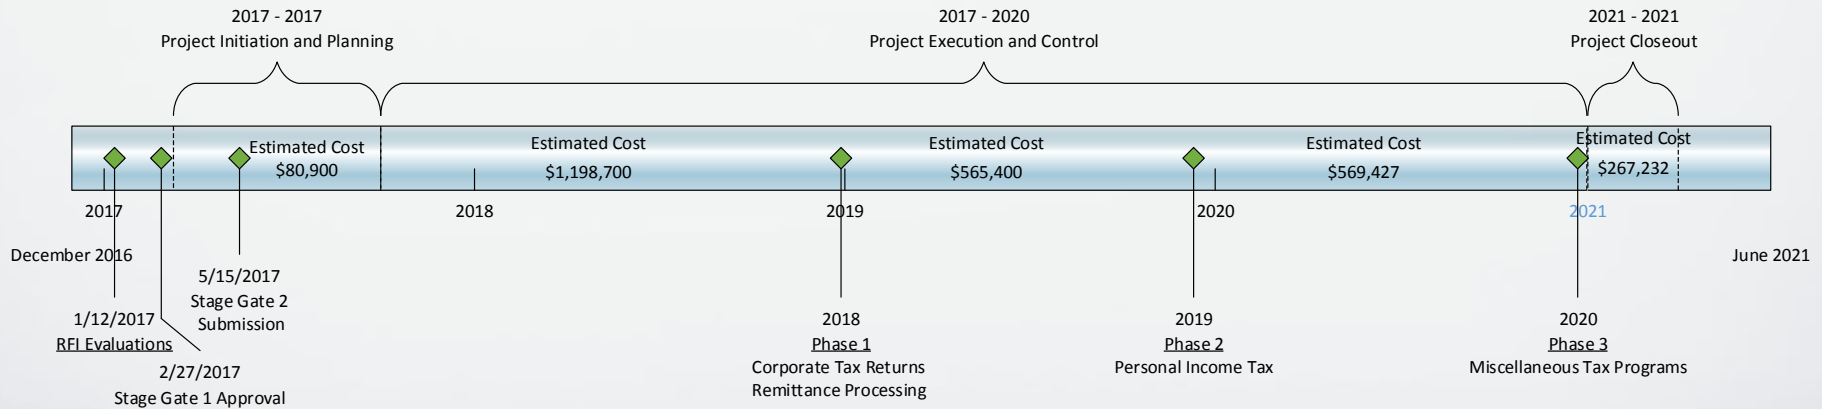 2017 - 2017
Project Initiation and Planning
2017 - 2020
Project Execution and Control
2021 - 2021
Project Closeout
Estimated Cost
$80,900
Estimated Cost
$1,198,700
Estimated Cost
$565,400
Estimated Cost
$569,427
Estimated Cost
$267,232
2017
2018
2019
2020
2021
December 2016
June 2021
1/12/2017
RFI Evaluations
2/27/2017
Stage Gate 1 Approval
5/15/2017
Stage Gate 2
Submission
2018
Phase 1
Corporate Tax Returns
Remittance Processing
2019
Phase 2
Personal Income Tax
2020
Phase 3
Miscellaneous Tax Programs